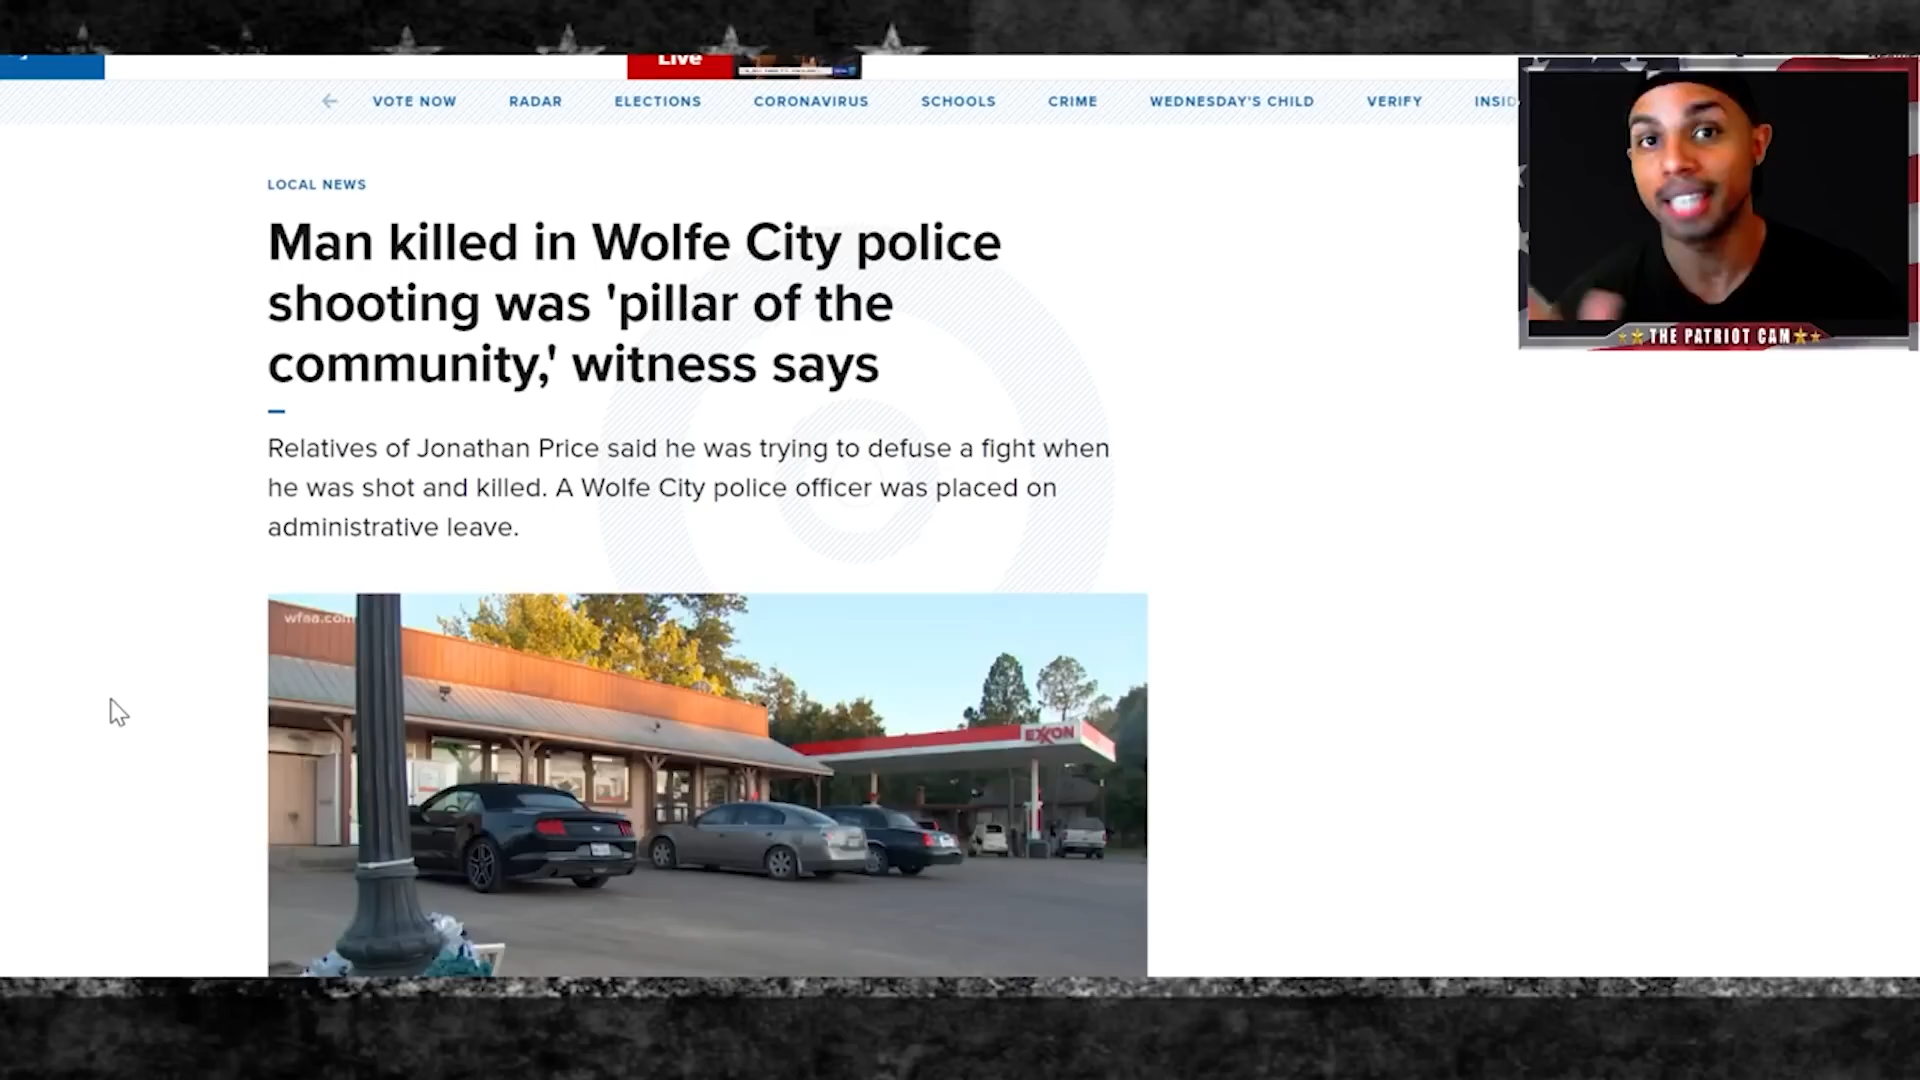 Live
VOTE NOW RADAR ELECTIONS CORONAVIRUS SCHOOLS CRIME WEDNESDAY'S CHILD VERIFY INSID
LOCAL NEWS
Man killed in Wolfe City police
shooting was 'pillar of the
community,' witness says
Relatives of Jonathan Price said he was trying to defuse a fight when
he was shot and killed. A Wolfe City police officer was placed on
administrative leave.
wfaa.com
EXXON
THE PATRIOT CAM